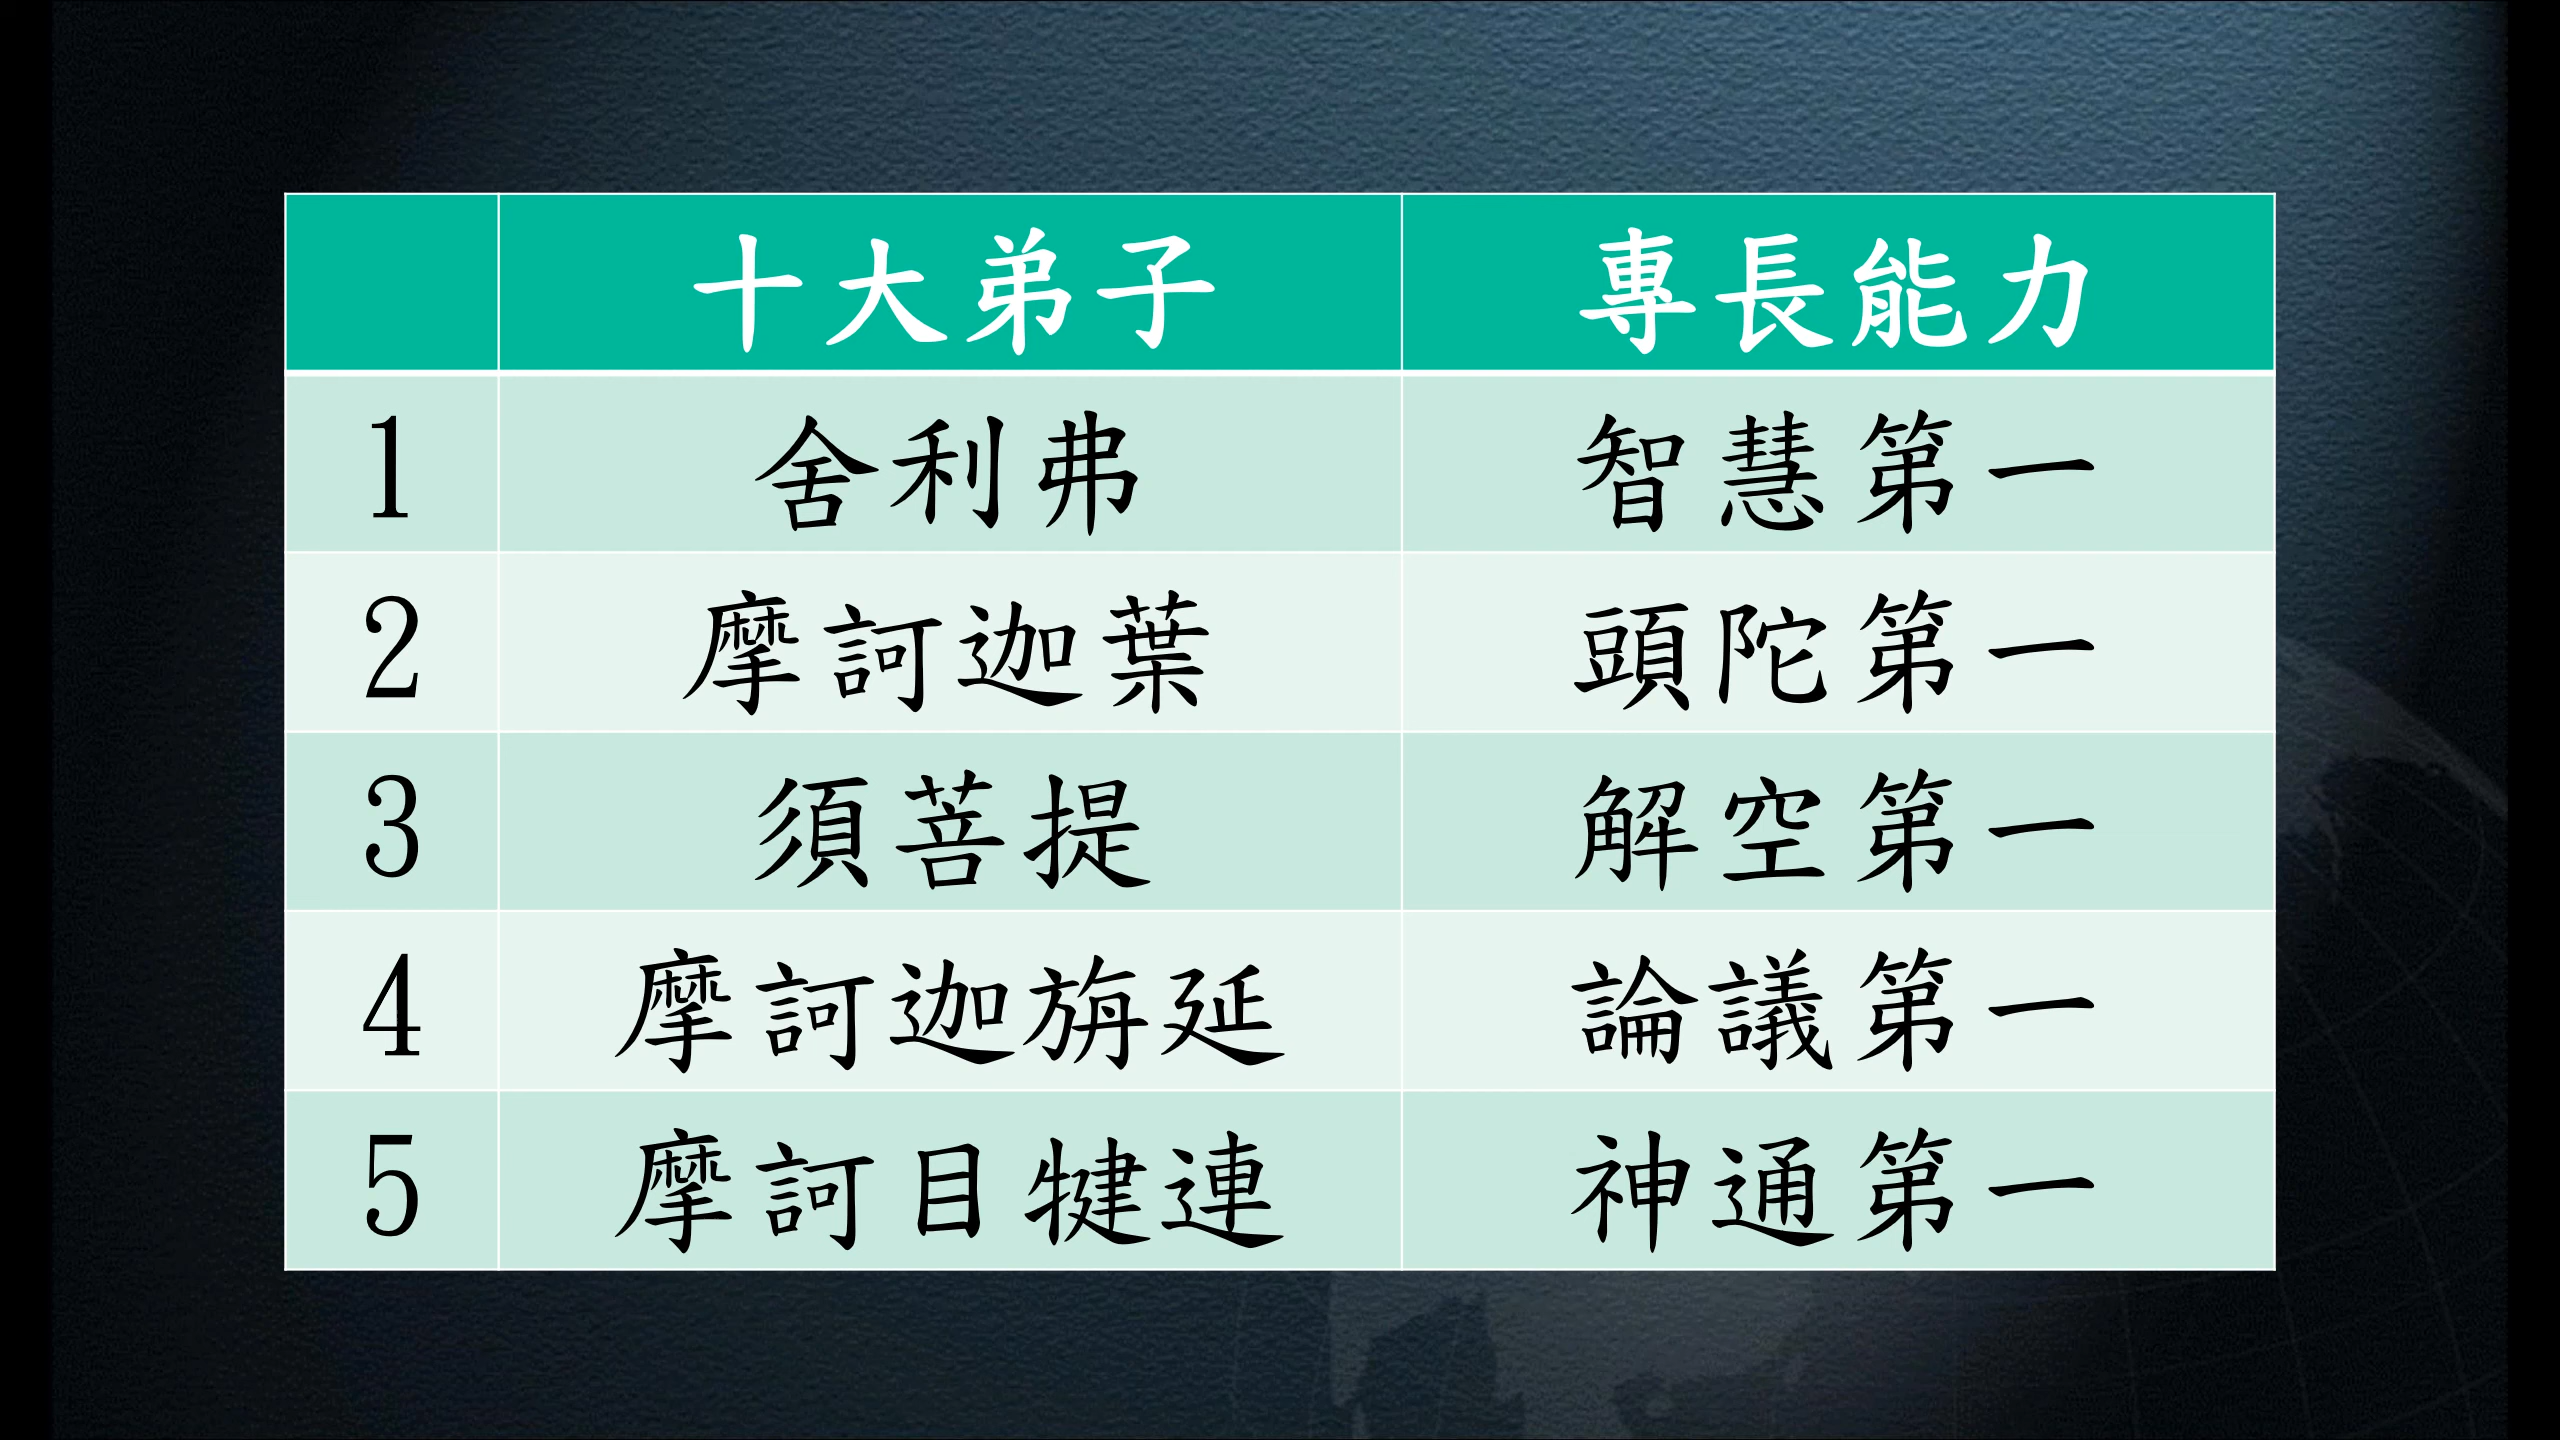 十大弟子 專長能力
1 舍利弗 智慧第一
2 摩訶迦葉 頭陀第一
3 須菩提 解空第一
4 摩訶迦旃延 論議第一
5 摩訶目犍連 神通第一